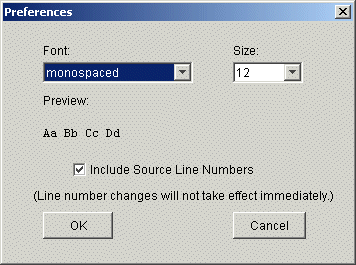 Preferences
Font: Size:
monospaced 12
Preview:
Aa Bb Cc Dd
Include Source Line Numbers
(Line number changes will not take effect immediately.)
OK Cancel